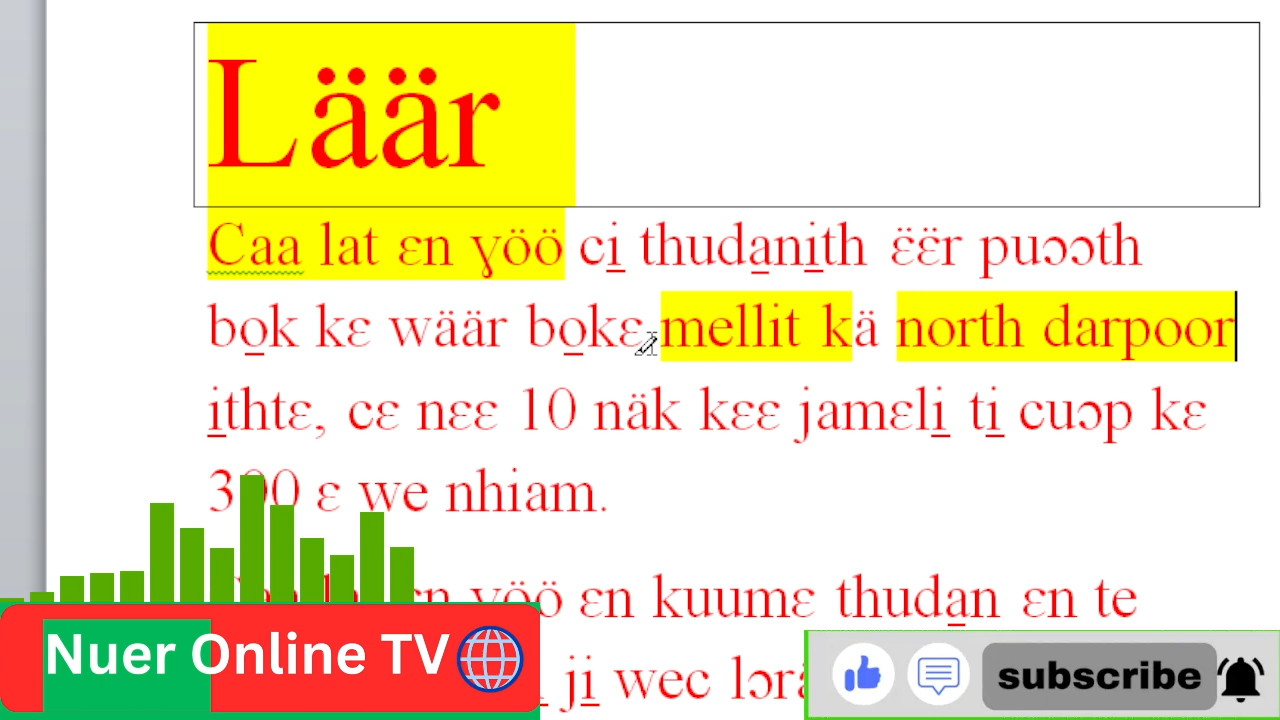 Läär
Caa lat ɛn ɣöö ci̱ thuda̱ni̱th ɛ̈ɛ̈r puɔɔth
bo̱k kɛ wäär bo̱kɛ mellit kä north darpoor
i̱thtɛ, cɛ nɛɛ 10 näk kɛɛ jamɛli̱ ti̱ cuɔp kɛ
300 ɛ we nhiam.
ɣöö ɛn kuumɛ thuda̱n ɛn te
ji̱ wec
Nuer Online TV
subscribe